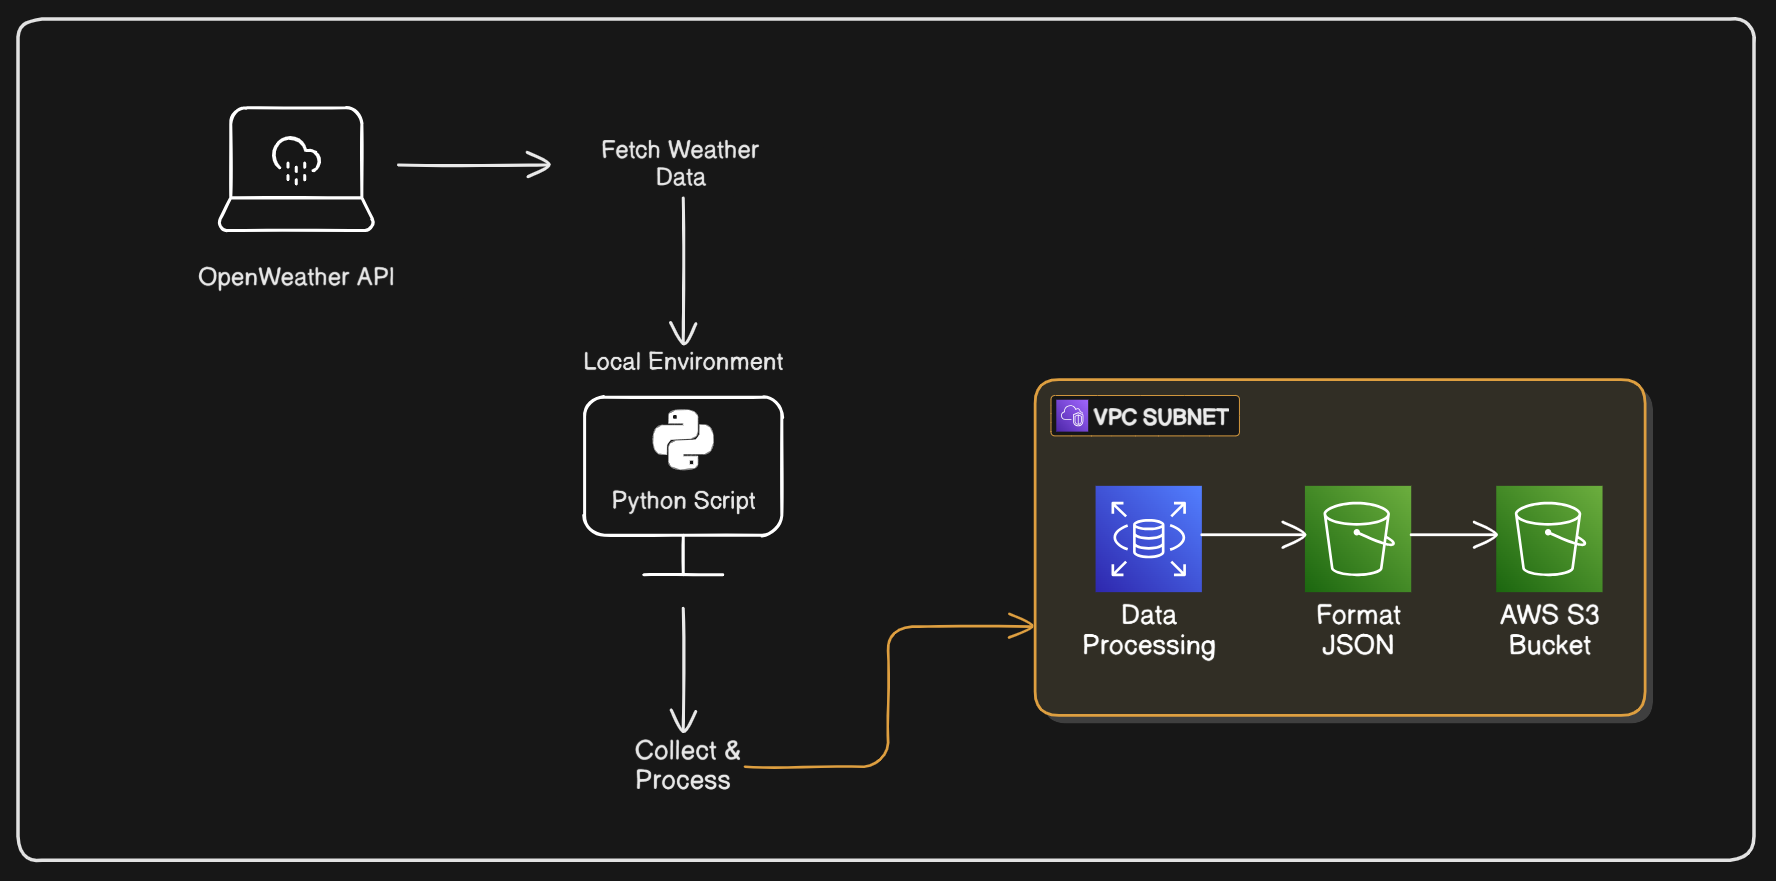 Fetch Weather
Data
OpenWeather API
Local Environment
Python Script
Collect &
Process
VPC SUBNET
Data
Processing
Format
JSON
AWS S3
Bucket